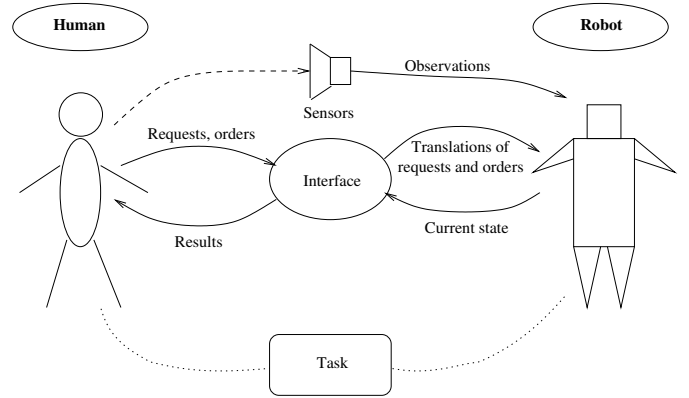 Human
Robot
Observations
Sensors
Requests, orders
Translations of
requests and orders
Interface
Results
Current state
Task